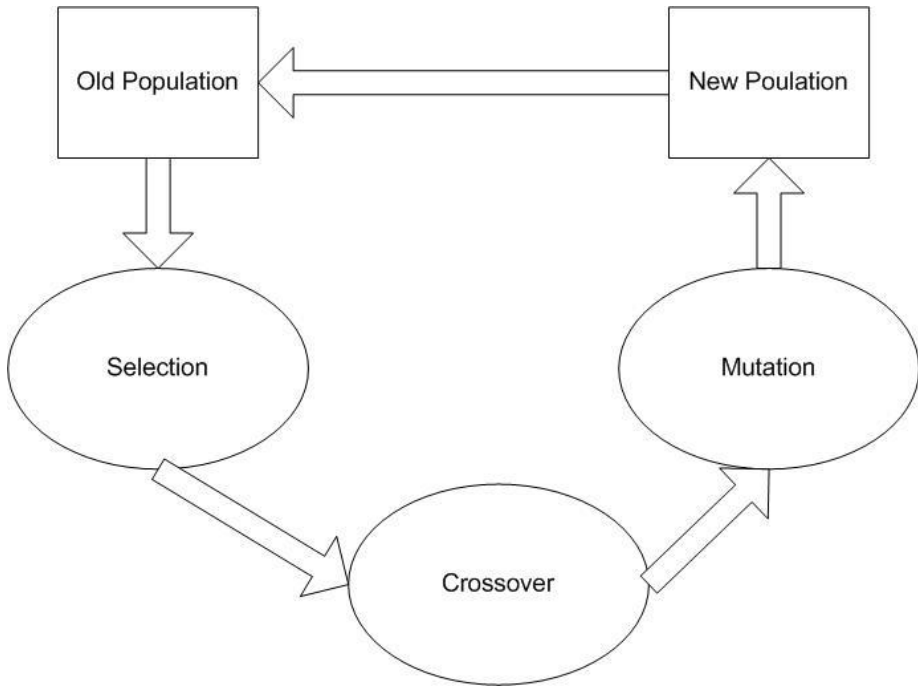 Old Population
New Poulation
Selection
Mutation
Crossover